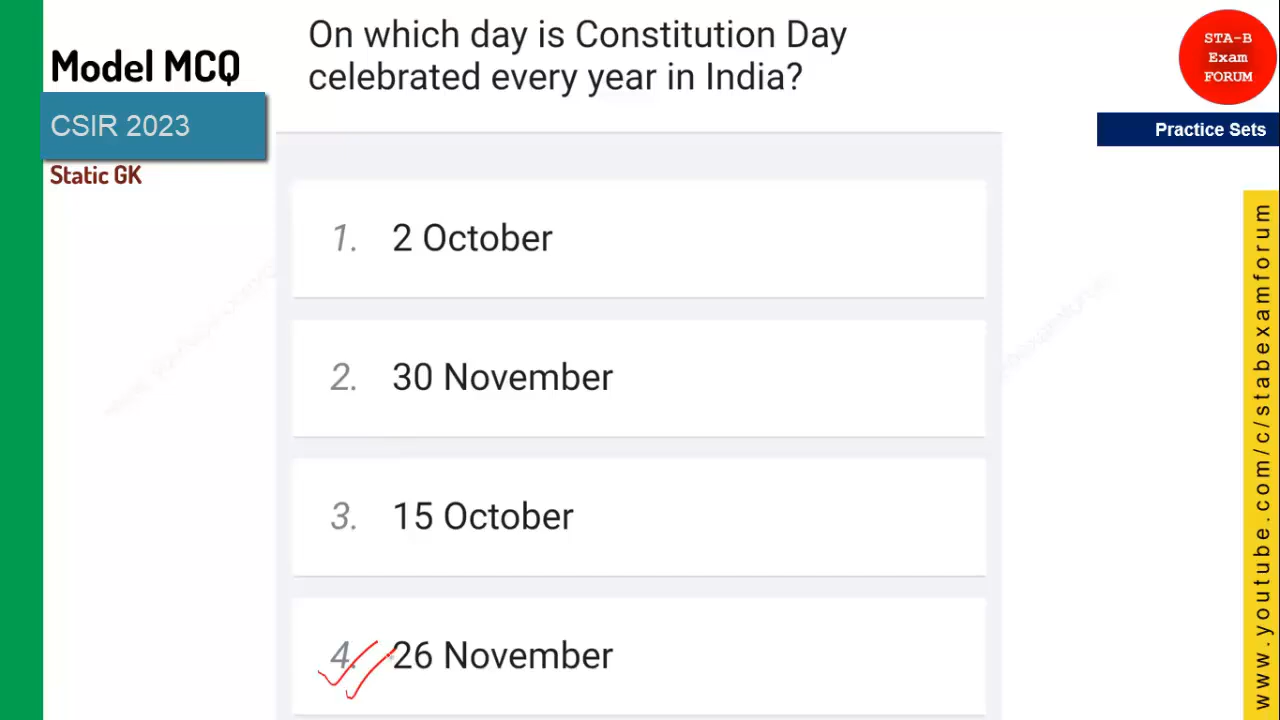 On which day is Constitution Day
celebrated every year in India?
Model MCQ
CSIR 2023
Static GK
STA-B
Exam
FORUM
Practice Sets
1. 2 October
2. 30 November
3. 15 October
4. 26 November
www.youtube.com/c/stabexamforum